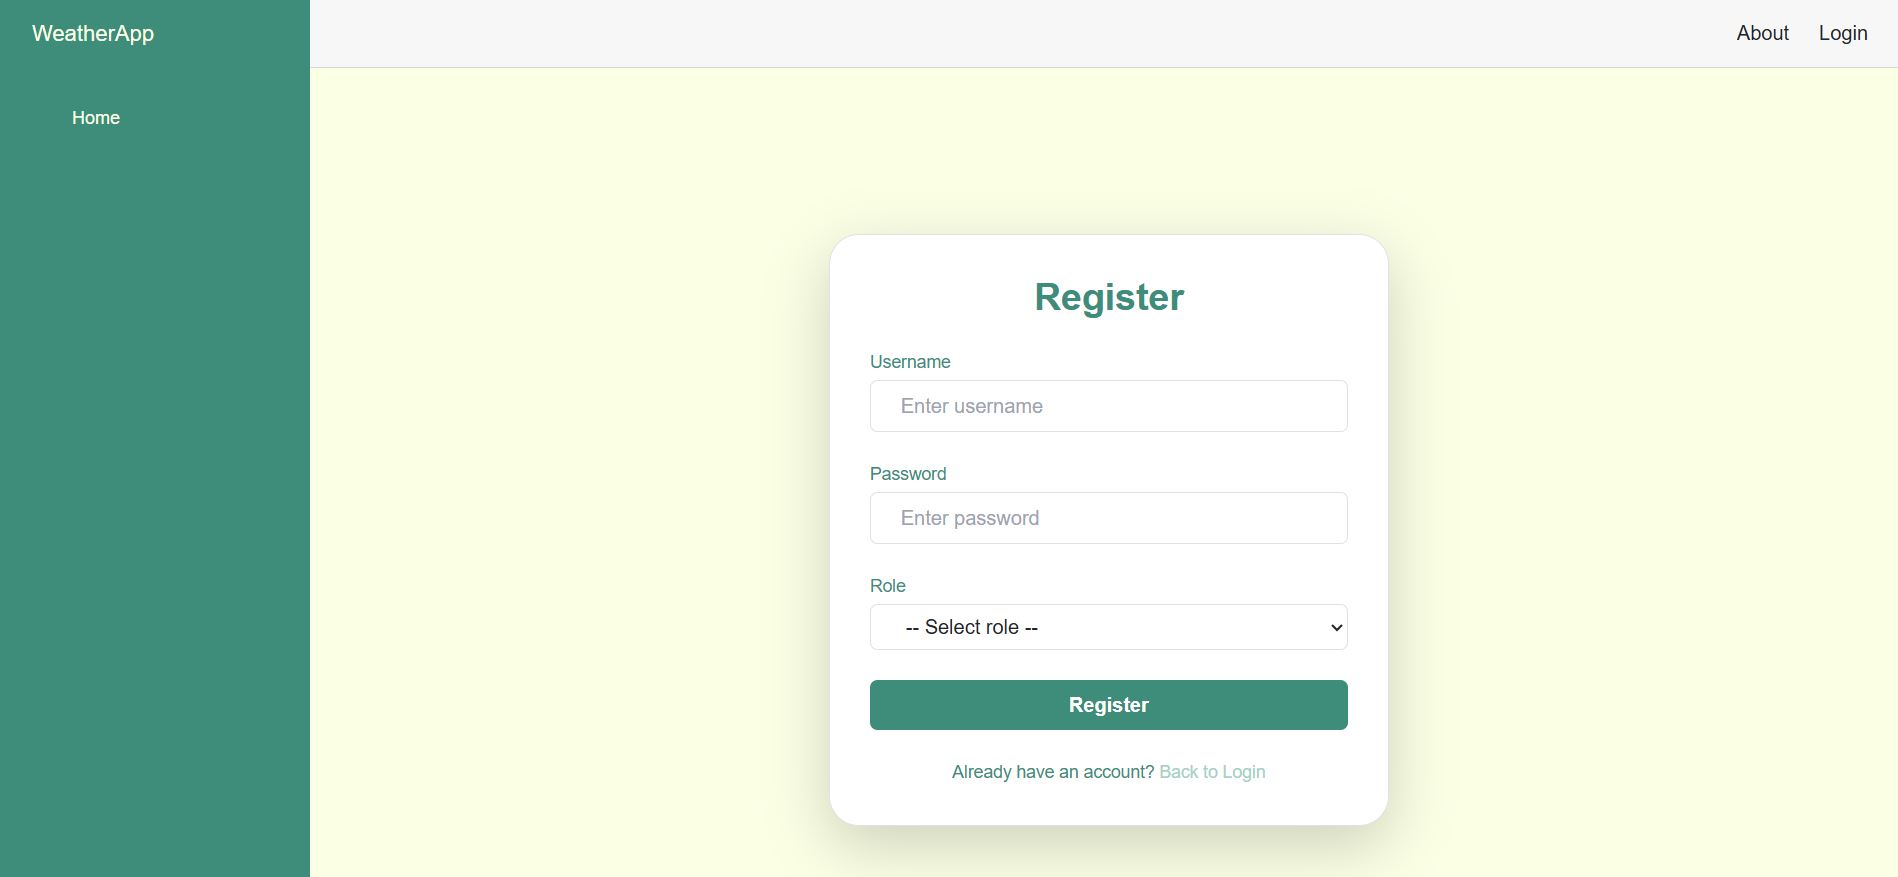 WeatherApp
About Login
Home
Register
Username
Enter username
Password
Enter password
Role
-- Select role --
Register
Already have an account? Back to Login